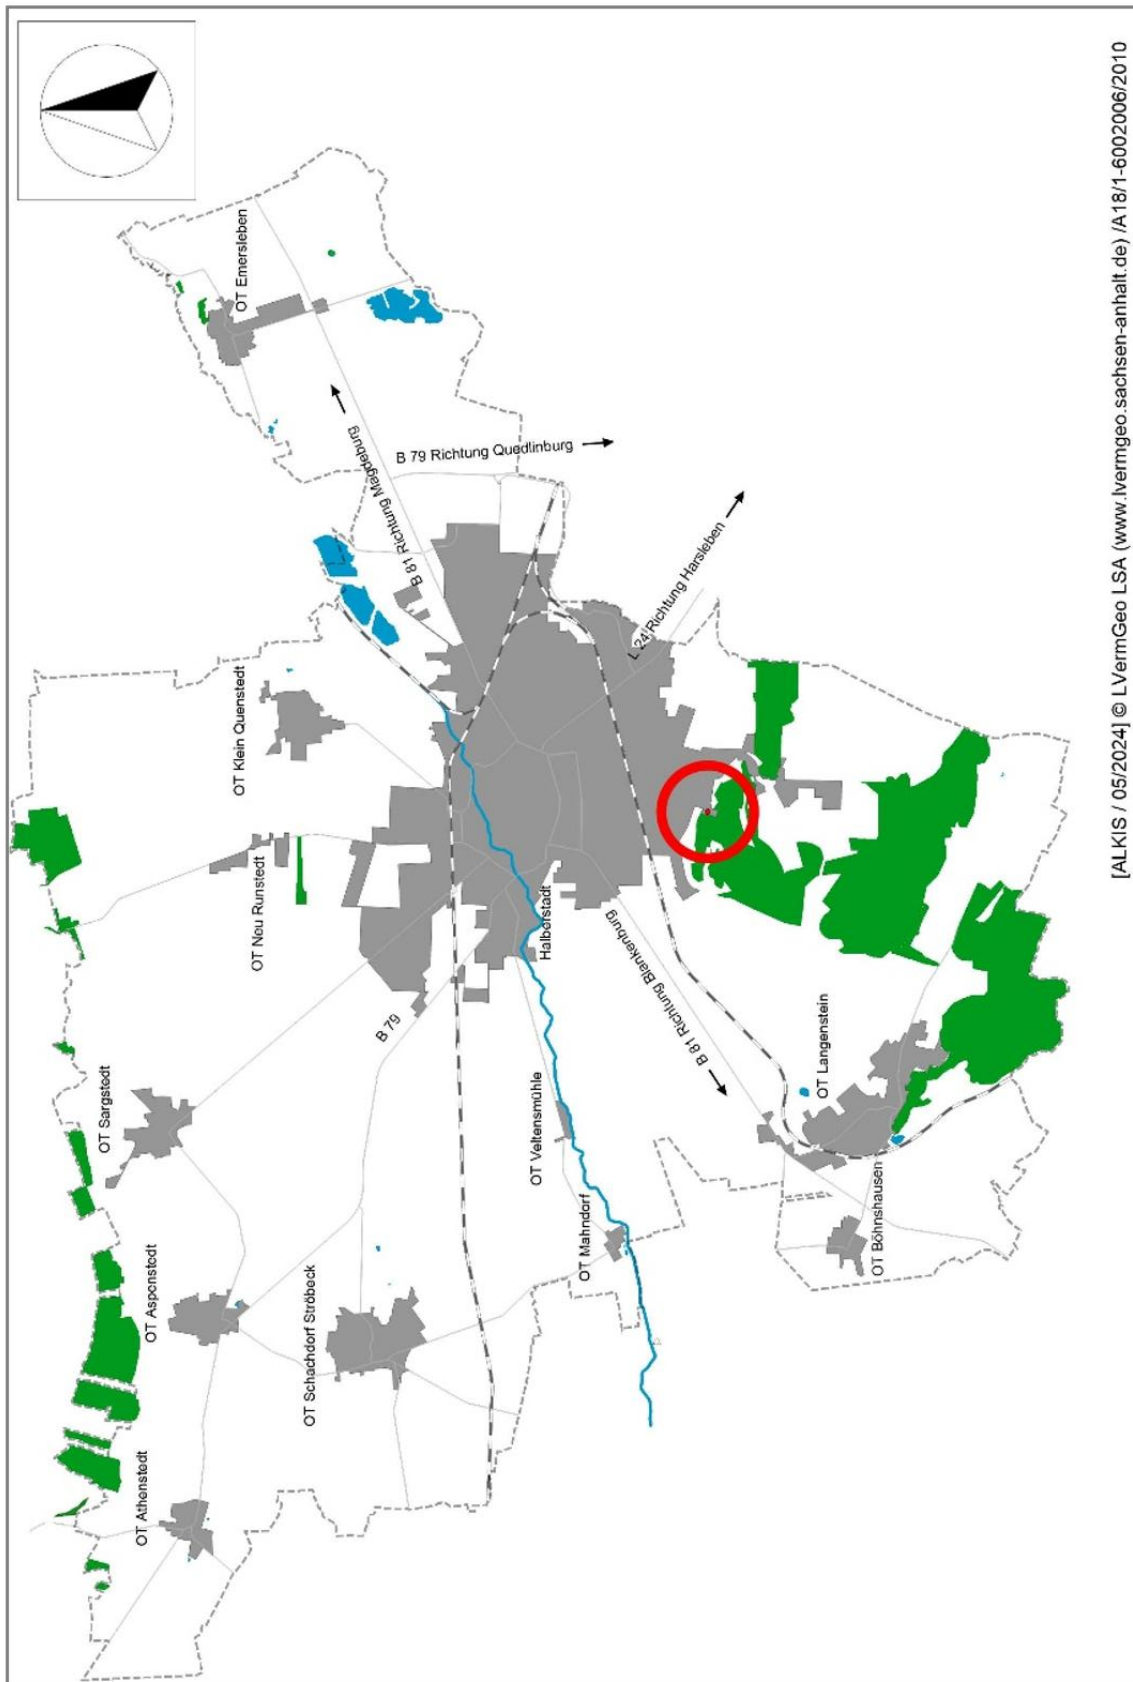 OT Emersleben
B 81 Richtung Magdeburg
B 79 Richtung Quedlinburg
L 24 Richtung Harsleben
OT Klein Quenstedt
OT Neu Runstedt
Halberstadt
B 79
B 81 Richtung Blankenburg
OT Langenstein
OT Sargstedt
OT Veltensmühle
OT Mahndorf
OT Böhnshausen
OT Aspenstedt
OT Schachdorf Ströbeck
OT Athenstedt
[ALKIS / 05/2024] © LVermGeo LSA (www.lvermgeo.sachsen-anhalt.de) /A18/1-6002006/2010